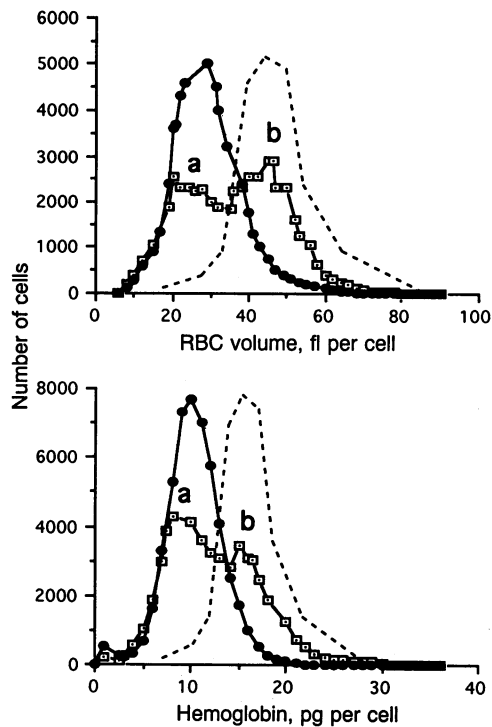 6000
5000
4000
3000
2000
1000
0
a
b
0 20 40 60 80 100
RBC volume, fl per cell
Number of cells
8000
6000
4000
2000
0
a
b
0 10 20 30 40
Hemoglobin, pg per cell